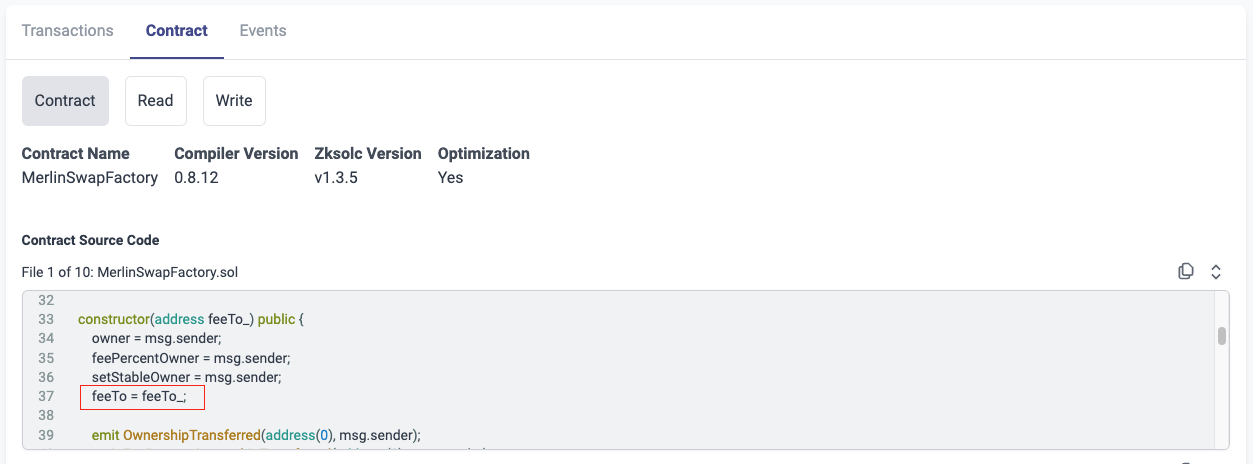 Transactions Contract Events
Contract Read Write
Contract Name Compiler Version Zksolc Version Optimization
MerlinSwapFactory 0.8.12 v1.3.5 Yes
Contract Source Code
File 1 of 10: MerlinSwapFactory.sol
32
33 constructor(address feeTo_) public {
34 owner = msg.sender;
35 feePercentOwner = msg.sender;
36 setStableOwner = msg.sender;
37 feeTo = feeTo_;
38
39 emit OwnershipTransferred(address(0), msg.sender);